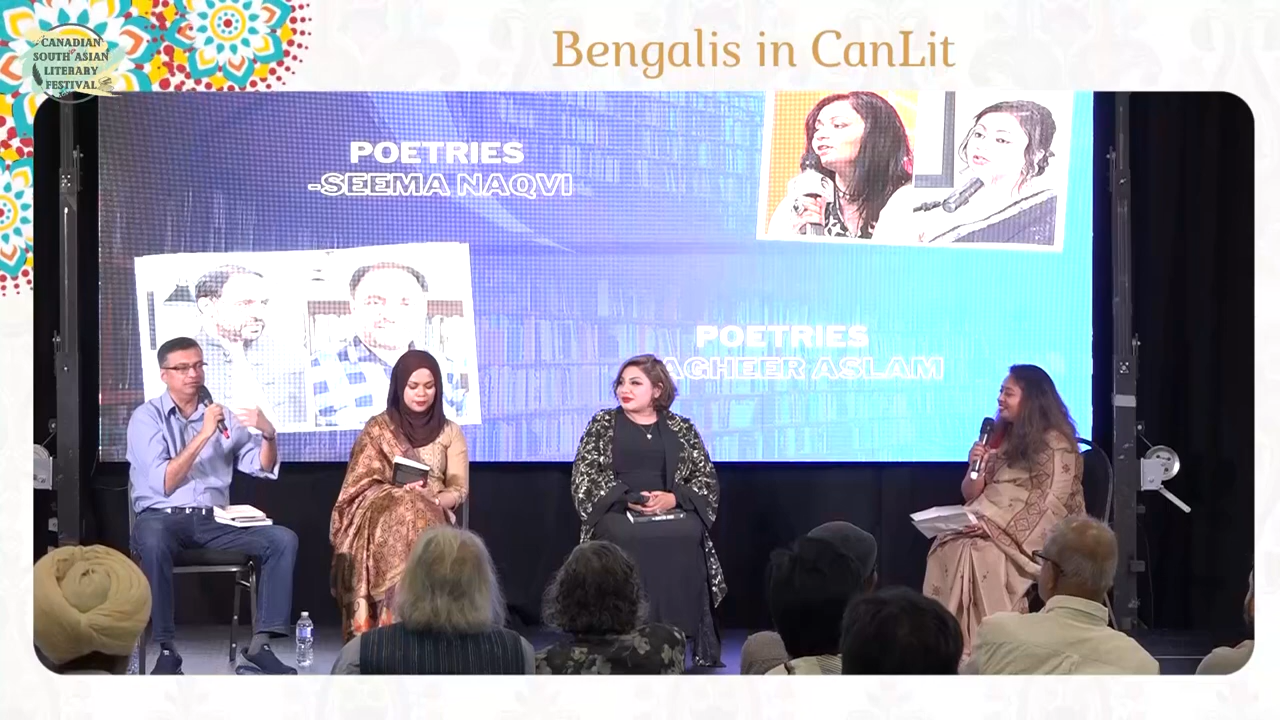 CANADIAN
SOUTH ASIAN
LITERARY
FESTIVAL
Bengalis in CanLit
POETRIES
-SEEMA NAQVI
POETRIES
AGHEER ASLAM